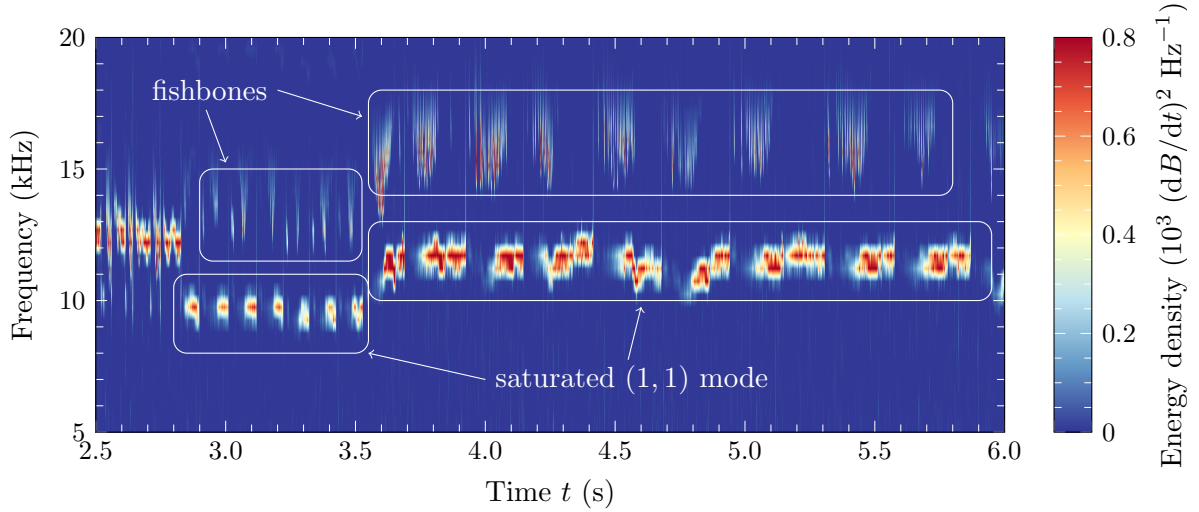 20
15
10
5
Frequency (kHz)
fishbones
saturated (1, 1) mode
2.5 3.0 3.5 4.0 4.5 5.0 5.5 6.0
Time t (s)
0.8
0.6
0.4
0.2
0
Energy density (10³ (dB/dt)² Hz⁻¹)